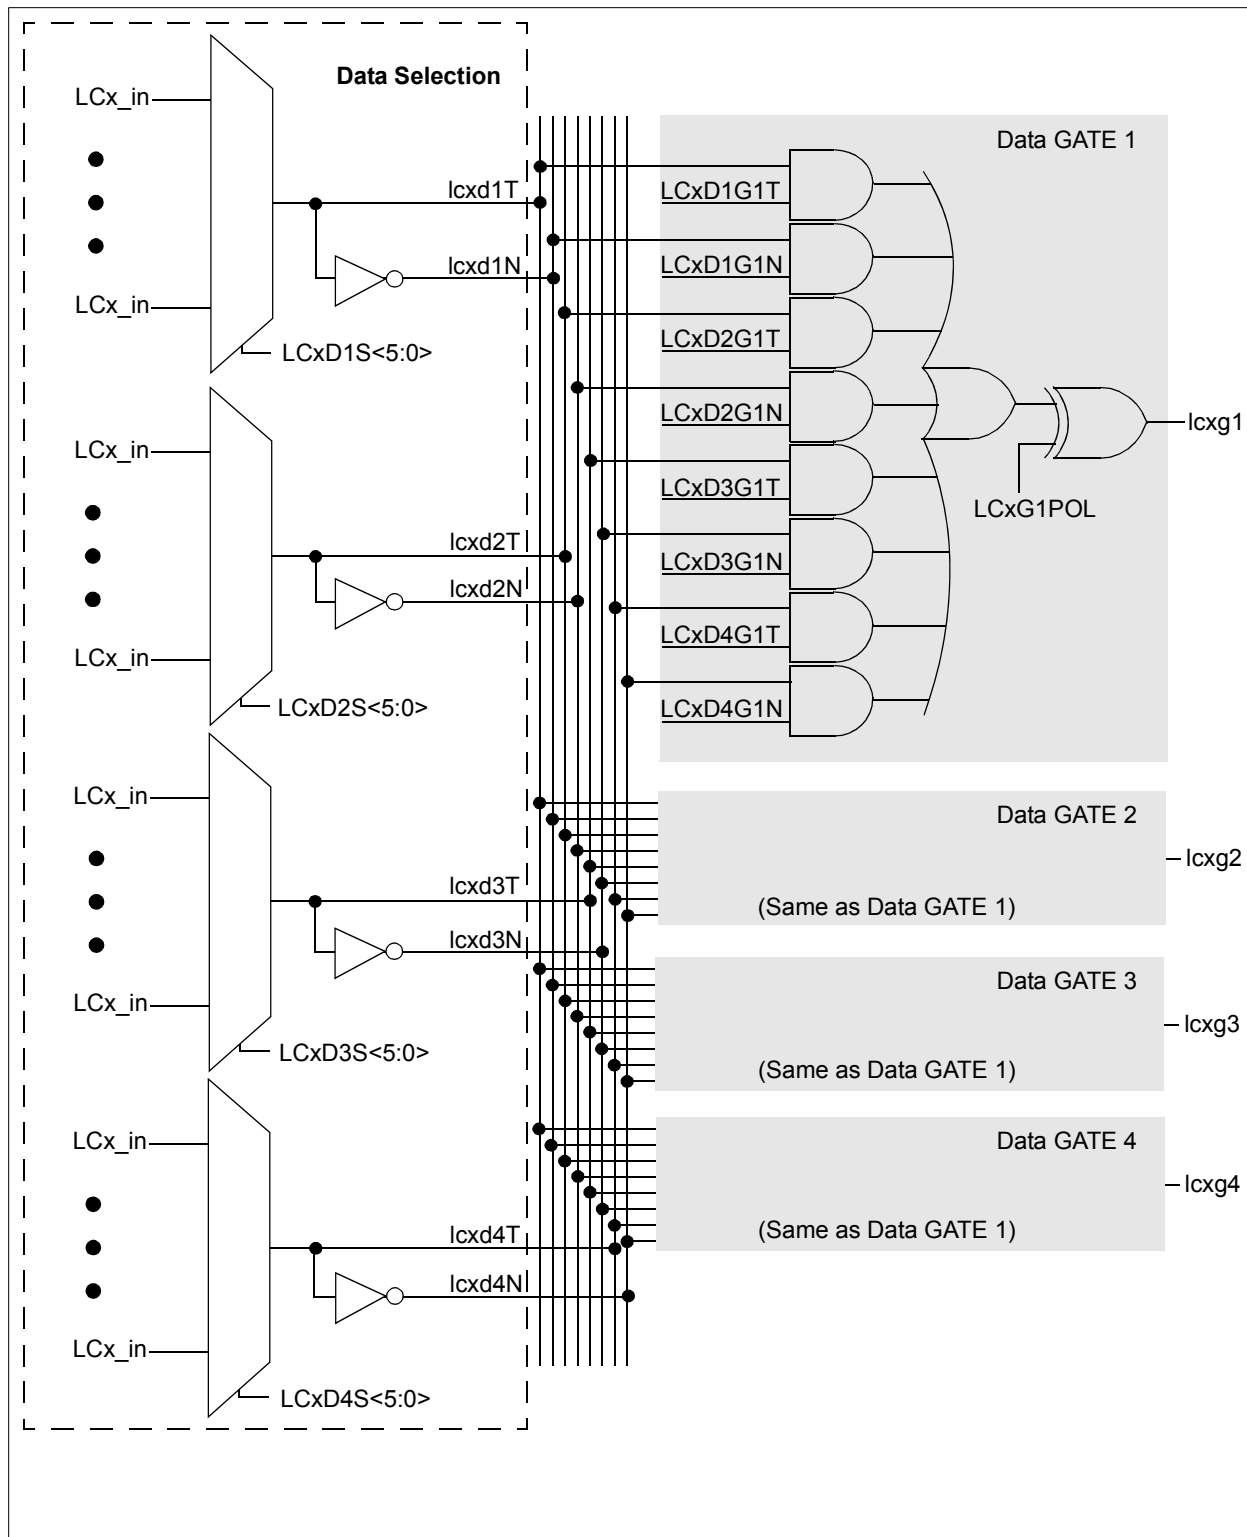 Data Selection
LCx_in
LCx_in
LCxD1S<5:0>
lcxd1T
lcxd1N
LCx_in
LCx_in
LCxD2S<5:0>
lcxd2T
lcxd2N
LCx_in
LCx_in
LCxD3S<5:0>
lcxd3T
lcxd3N
LCx_in
LCx_in
LCxD4S<5:0>
lcxd4T
lcxd4N
Data GATE 1
LCxD1G1T
LCxD1G1N
LCxD2G1T
LCxD2G1N
LCxD3G1T
LCxD3G1N
LCxD4G1T
LCxD4G1N
LCxG1POL
lcxg1
Data GATE 2
(Same as Data GATE 1)
lcxg2
Data GATE 3
(Same as Data GATE 1)
lcxg3
Data GATE 4
(Same as Data GATE 1)
lcxg4